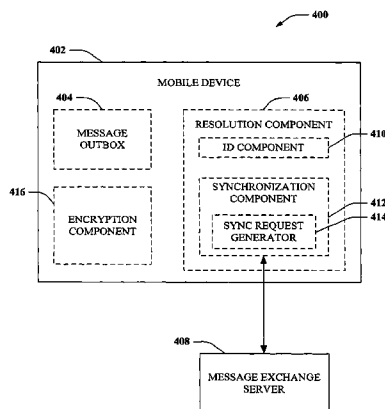 400
402
MOBILE DEVICE
404
406
MESSAGE
OUTBOX
RESOLUTION COMPONENT
410
ID COMPONENT
416
ENCRYPTION
COMPONENT
SYNCHRONIZATION
COMPONENT
412
414
SYNC REQUEST
GENERATOR
408
MESSAGE EXCHANGE
SERVER